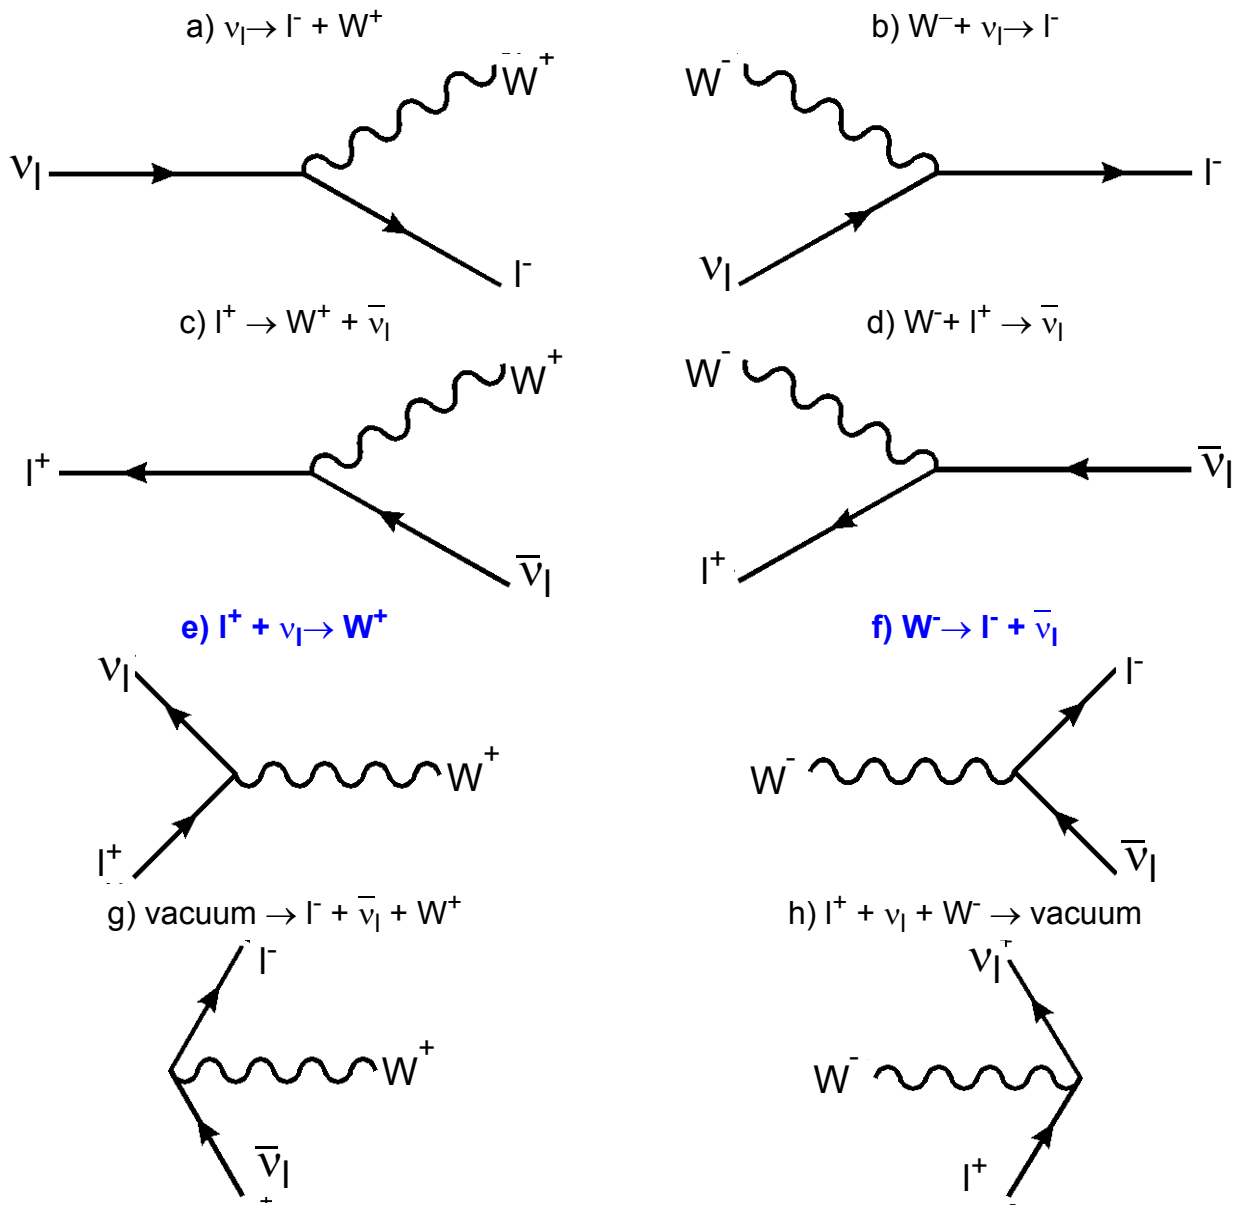 a) νl→ l⁻ + W⁺
b) W⁻+ νl→ l⁻
W⁺
W⁻
νl
l⁻
l⁻
νl
c) l⁺ → W⁺ + ν̅l
d) W⁻+ l⁺ → ν̅l
W⁺
W⁻
l⁺
ν̅l
ν̅l
l⁺
e) l⁺ + νl→ W⁺
f) W⁻→ l⁻ + ν̅l
νl
l⁻
W⁺
W⁻
l⁺
ν̅l
g) vacuum → l⁻ + ν̅l + W⁺
h) l⁺ + νl + W⁻ → vacuum
l⁻
νl
W⁺
W⁻
ν̅l
l⁺